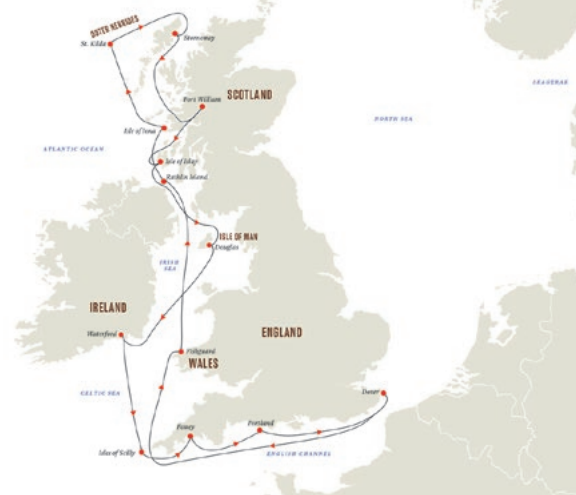 OUTER HEBRIDES
St. Kilda
Stornoway
SKAGERAK
Fort William
SCOTLAND
NORTH SEA
Isle of Iona
ATLANTIC OCEAN
Isle of Islay
Rathlin Island
ISLE OF MAN
Douglas
IRISH
SEA
IRELAND
Waterford
ENGLAND
Fishguard
WALES
CELTIC SEA
Dover
Fowey
Portland
Isles of Scilly
ENGLISH CHANNEL